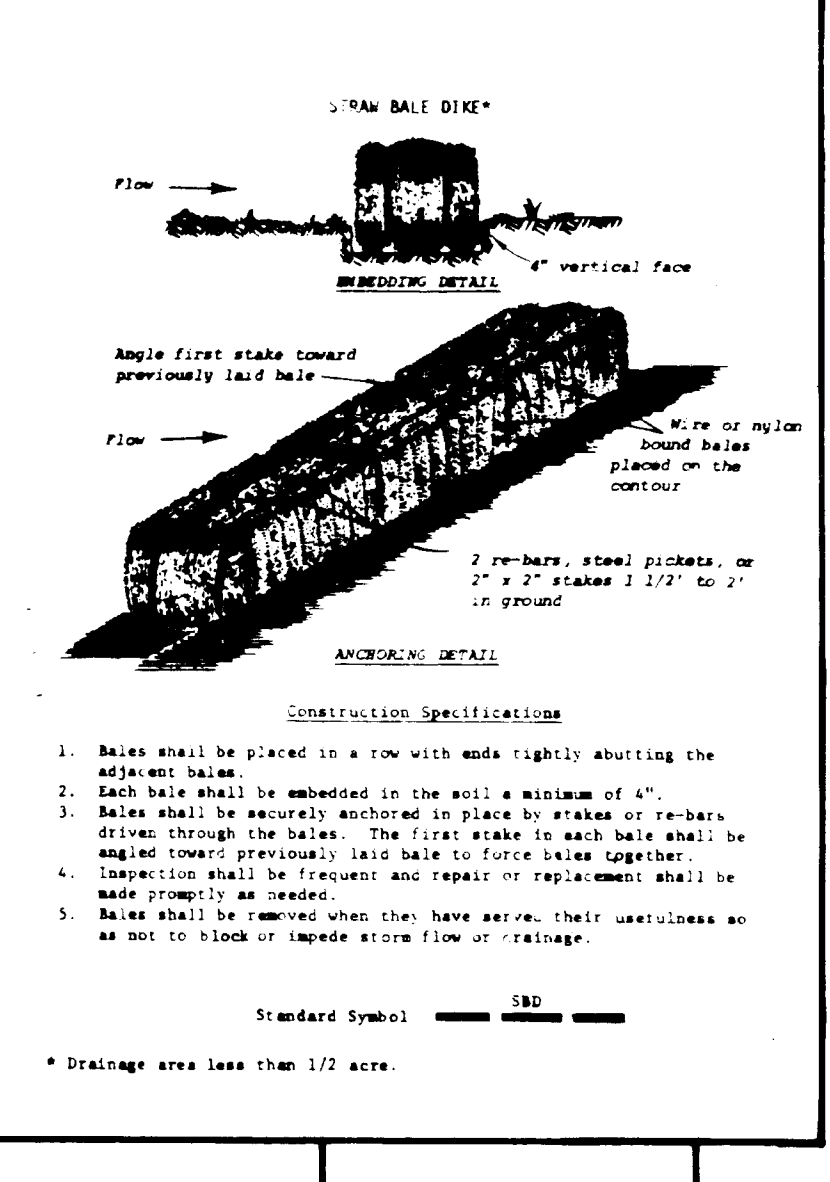 STRAW BALE DIKE*
Flow
4" vertical face
EMBEDDING DETAIL
Angle first stake toward
previously laid bale
Flow
Wire or nylon
bound bales
placed on the
contour
2 re-bars, steel pickets, or
2" x 2" stakes 1 1/2' to 2'
in ground
ANCHORING DETAIL
Construction Specifications
1. Bales shall be placed in a row with ends tightly abutting the
adjacent bales.
2. Each bale shall be embedded in the soil a minimum of 4".
3. Bales shall be securely anchored in place by stakes or re-bars
driven through the bales. The first stake in each bale shall be
angled toward previously laid bale to force bales together.
4. Inspection shall be frequent and repair or replacement shall be
made promptly as needed.
5. Bales shall be removed when they have served their usefulness so
as not to block or impede storm flow or drainage.
SBD
Standard Symbol
* Drainage area less than 1/2 acre.